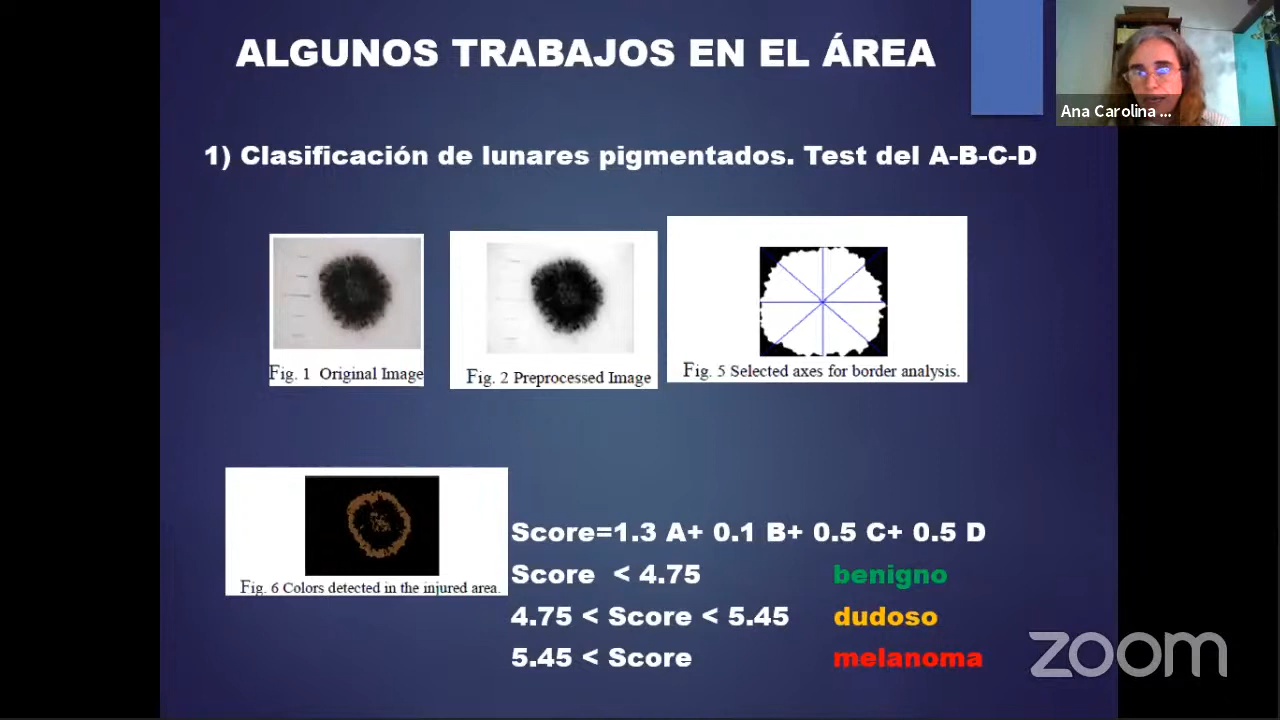 ALGUNOS TRABAJOS EN EL ÁREA
Ana Carolina ...
1) Clasificación de lunares pigmentados. Test del A-B-C-D
Fig. 1 Original Image
Fig. 2 Preprocessed Image
Fig. 5 Selected axes for border analysis.
Fig. 6 Colors detected in the injured area.
Score=1.3 A+ 0.1 B+ 0.5 C+ 0.5 D
Score < 4.75 benigno
4.75 < Score < 5.45 dudoso
5.45 < Score melanoma
zoom